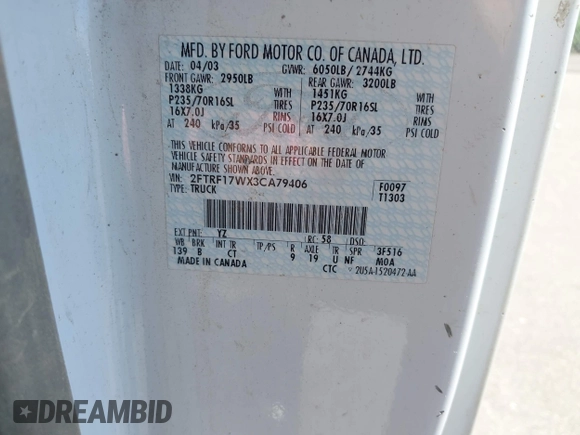 MFD. BY FORD MOTOR CO. OF CANADA, LTD.
DATE: 04/03 GVWR: 6050LB/ 2744KG
FRONT GAWR: 2950LB REAR GAWR: 3200LB
1338KG WITH 1451KG WITH
P235/70R16SL TIRES P235/70R16SL TIRES
16X7.0J RIMS 16X7.0J RIMS
AT 240 kPa/35 PSI COLD AT 240 kPa/35 PSI COLD
THIS VEHICLE CONFORMS TO ALL APPLICABLE FEDERAL MOTOR
VEHICLE SAFETY STANDARDS IN EFFECT ON THE DATE OF
MANUFACTURE SHOWN ABOVE.
VIN: 2FTRF17WX3CA79406 F0097
TYPE: TRUCK T1303
EXT PNT: YZ RC: 58 DSO:
WB BRK INT TR TP/PS R AXLE TR SPR 3F516
139 B CT 9 19 U NF MOA
MADE IN CANADA CTC 2U5A-1520472-AA
DREAMBID